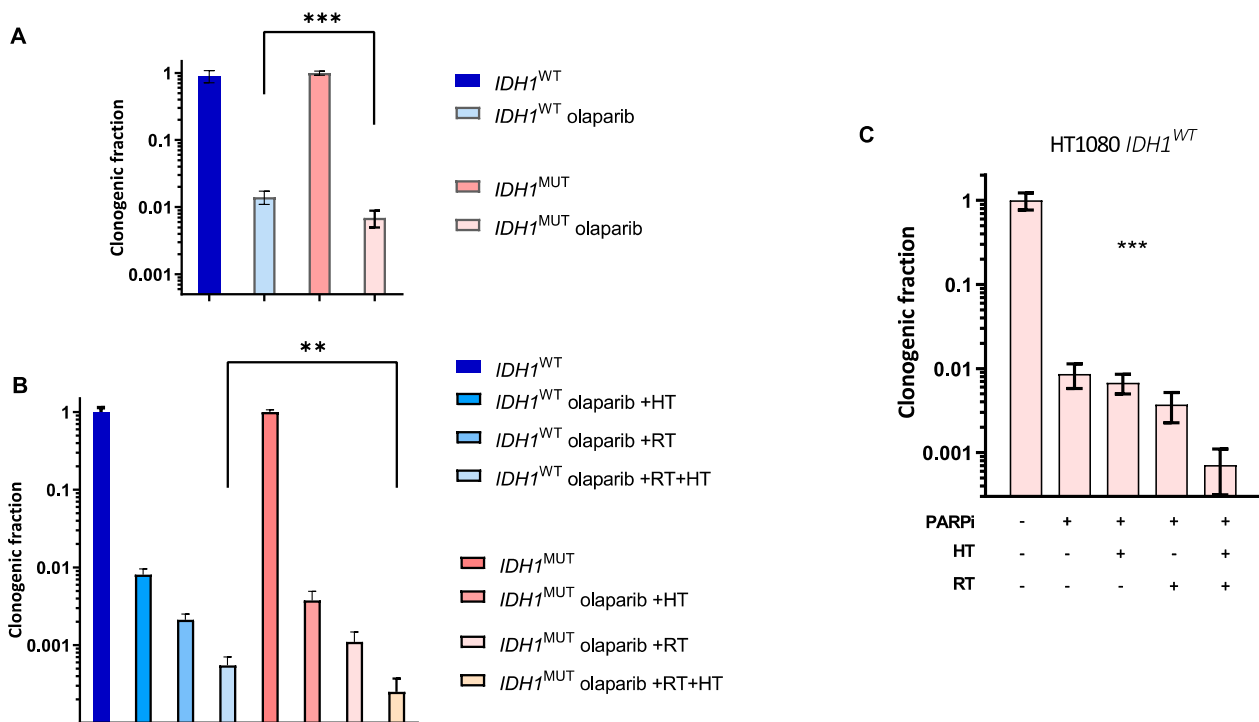 A
***
Clonogenic fraction
1
0.1
0.01
0.001
IDH1WT
IDH1WT olaparib
IDH1MUT
IDH1MUT olaparib
B
**
Clonogenic fraction
1
0.1
0.01
0.001
IDH1WT
IDH1WT olaparib +HT
IDH1WT olaparib +RT
IDH1WT olaparib +RT+HT
IDH1MUT
IDH1MUT olaparib +HT
IDH1MUT olaparib +RT
IDH1MUT olaparib +RT+HT
C
HT1080 IDH1WT
***
Clonogenic fraction
1
0.1
0.01
0.001
PARPi - + + + +
HT - - + - +
RT - - - + +